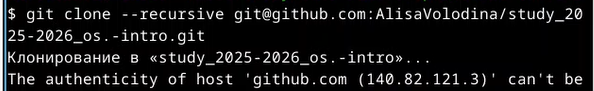 $ git clone --recursive git@github.com:AlisaVolodina/study_20
25-2026_os.-intro.git
Клонирование в «study_2025-2026_os.-intro»...
The authenticity of host 'github.com (140.82.121.3)' can't be